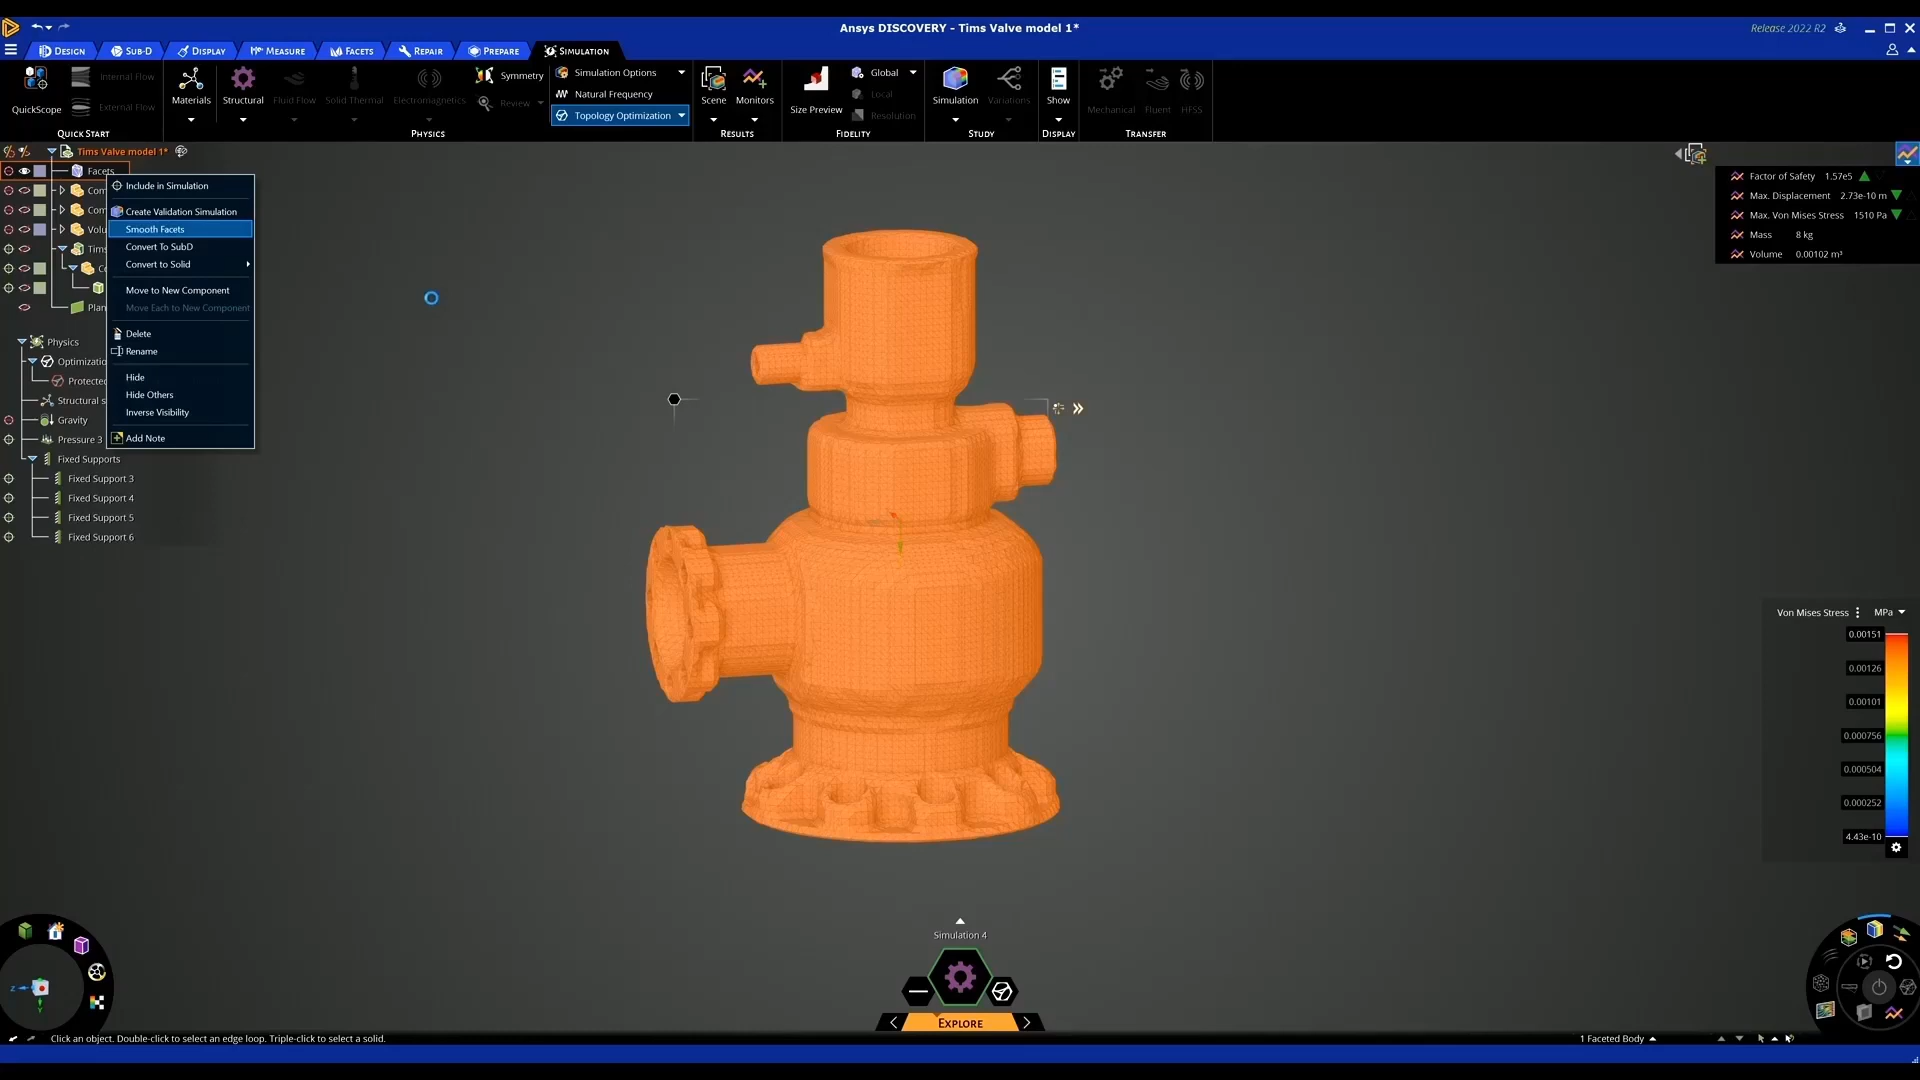 Ansys DISCOVERY - Tims Valve model 1*
Release 2022 R2
DESIGN
SUB-D
DISPLAY
MEASURE
FACETS
REPAIR
PREPARE
SIMULATION
QuickScope
Internal Flow
External Flow
QUICK START
Materials
Structural
Fluid Flow
Solid Thermal
Electromagnetics
Symmetry
Review
PHYSICS
Simulation Options
Natural Frequency
Topology Optimization
Scene
Monitors
RESULTS
Size Preview
Global
Local
Resolution
FIDELITY
Simulation
Variations
STUDY
Show
DISPLAY
Mechanical
Fluent
HFSS
TRANSFER
Tims Valve model 1*
Facets
Com
Com
Volu
Tims
Co
Plan
Include in Simulation
Create Validation Simulation
Smooth Facets
Convert To SubD
Convert to Solid
Move to New Component
Move Each to New Component
Delete
Rename
Hide
Hide Others
Inverse Visibility
Add Note
Physics
Optimizatio
Protected
Structural s
Gravity
Pressure 3
Fixed Supports
Fixed Support 3
Fixed Support 4
Fixed Support 5
Fixed Support 6
Factor of Safety 1.57e5
Max. Displacement 2.73e-10 m
Max. Von Mises Stress 1510 Pa
Mass 8 kg
Volume 0.00102 m³
Von Mises Stress MPa
0.00151
0.00126
0.00101
0.000756
0.000504
0.000252
4.43e-10
Z
Y
Simulation 4
EXPLORE
Click an object. Double-click to select an edge loop. Triple-click to select a solid.
1 Faceted Body